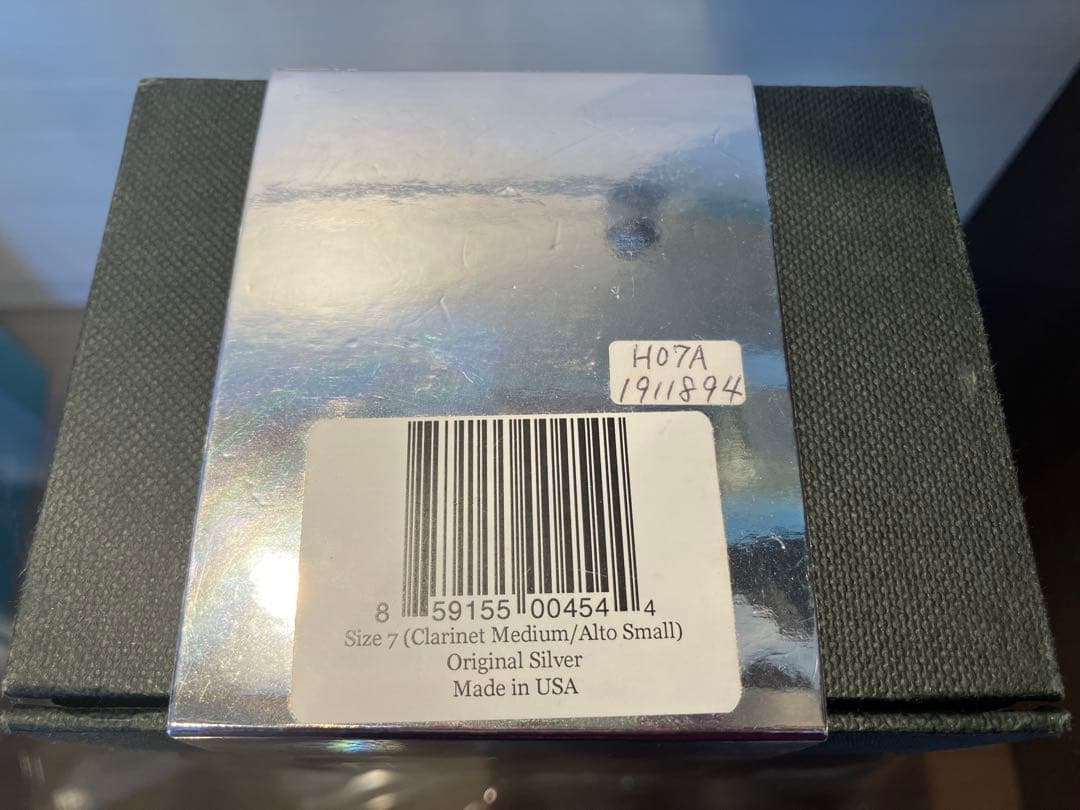 H07A
1911894
8 59155 00454 4
Size 7 (Clarinet Medium/Alto Small)
Original Silver
Made in USA